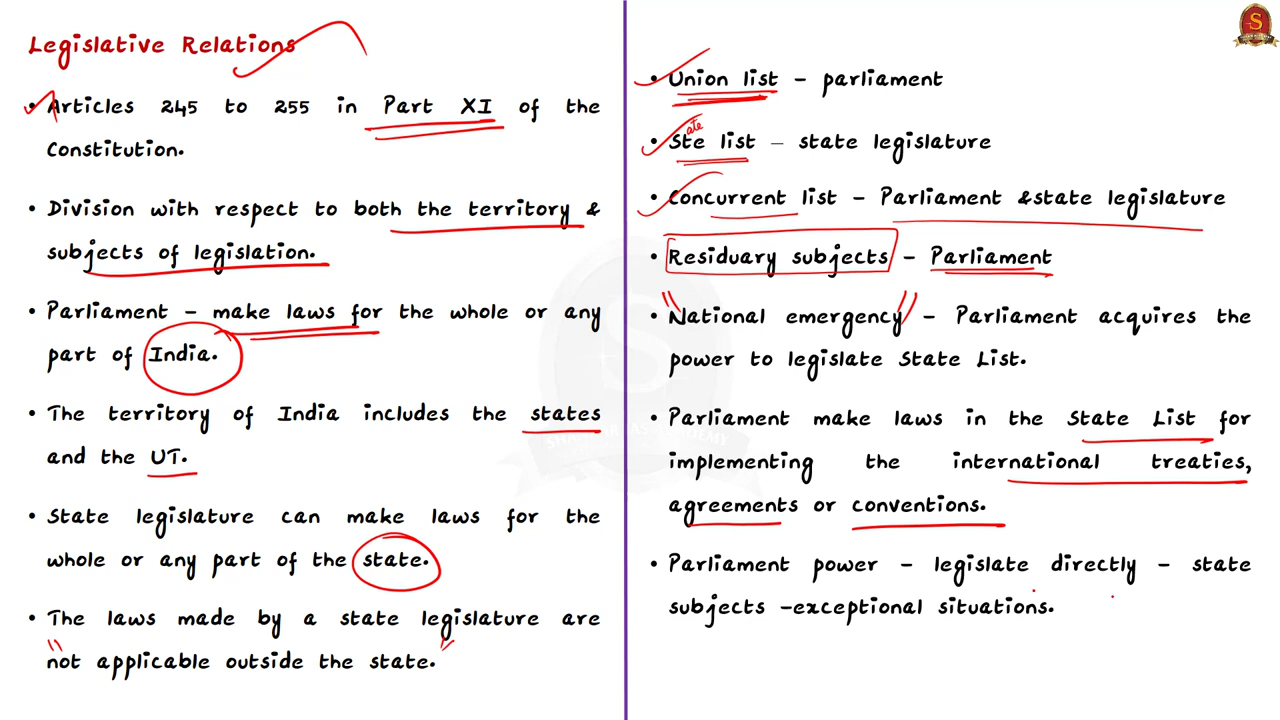 Legislative Relations
• Articles 245 to 255 in Part XI of the
Constitution.
• Division with respect to both the territory &
subjects of legislation.
• Parliament – make laws for the whole or any
part of India.
• The territory of India includes the states
and the UT.
• State legislature can make laws for the
whole or any part of the state.
• The laws made by a state legislature are
"not applicable outside the state."
• Union list – parliament
ate
• Ste list – state legislature
• Concurrent list – Parliament &state legislature
• Residuary subjects – Parliament
• "National emergency" – Parliament acquires the
power to legislate State List.
• Parliament make laws in the State List for
implementing the international treaties,
agreements or conventions.
• Parliament power – legislate directly – state
subjects –exceptional situations.
S